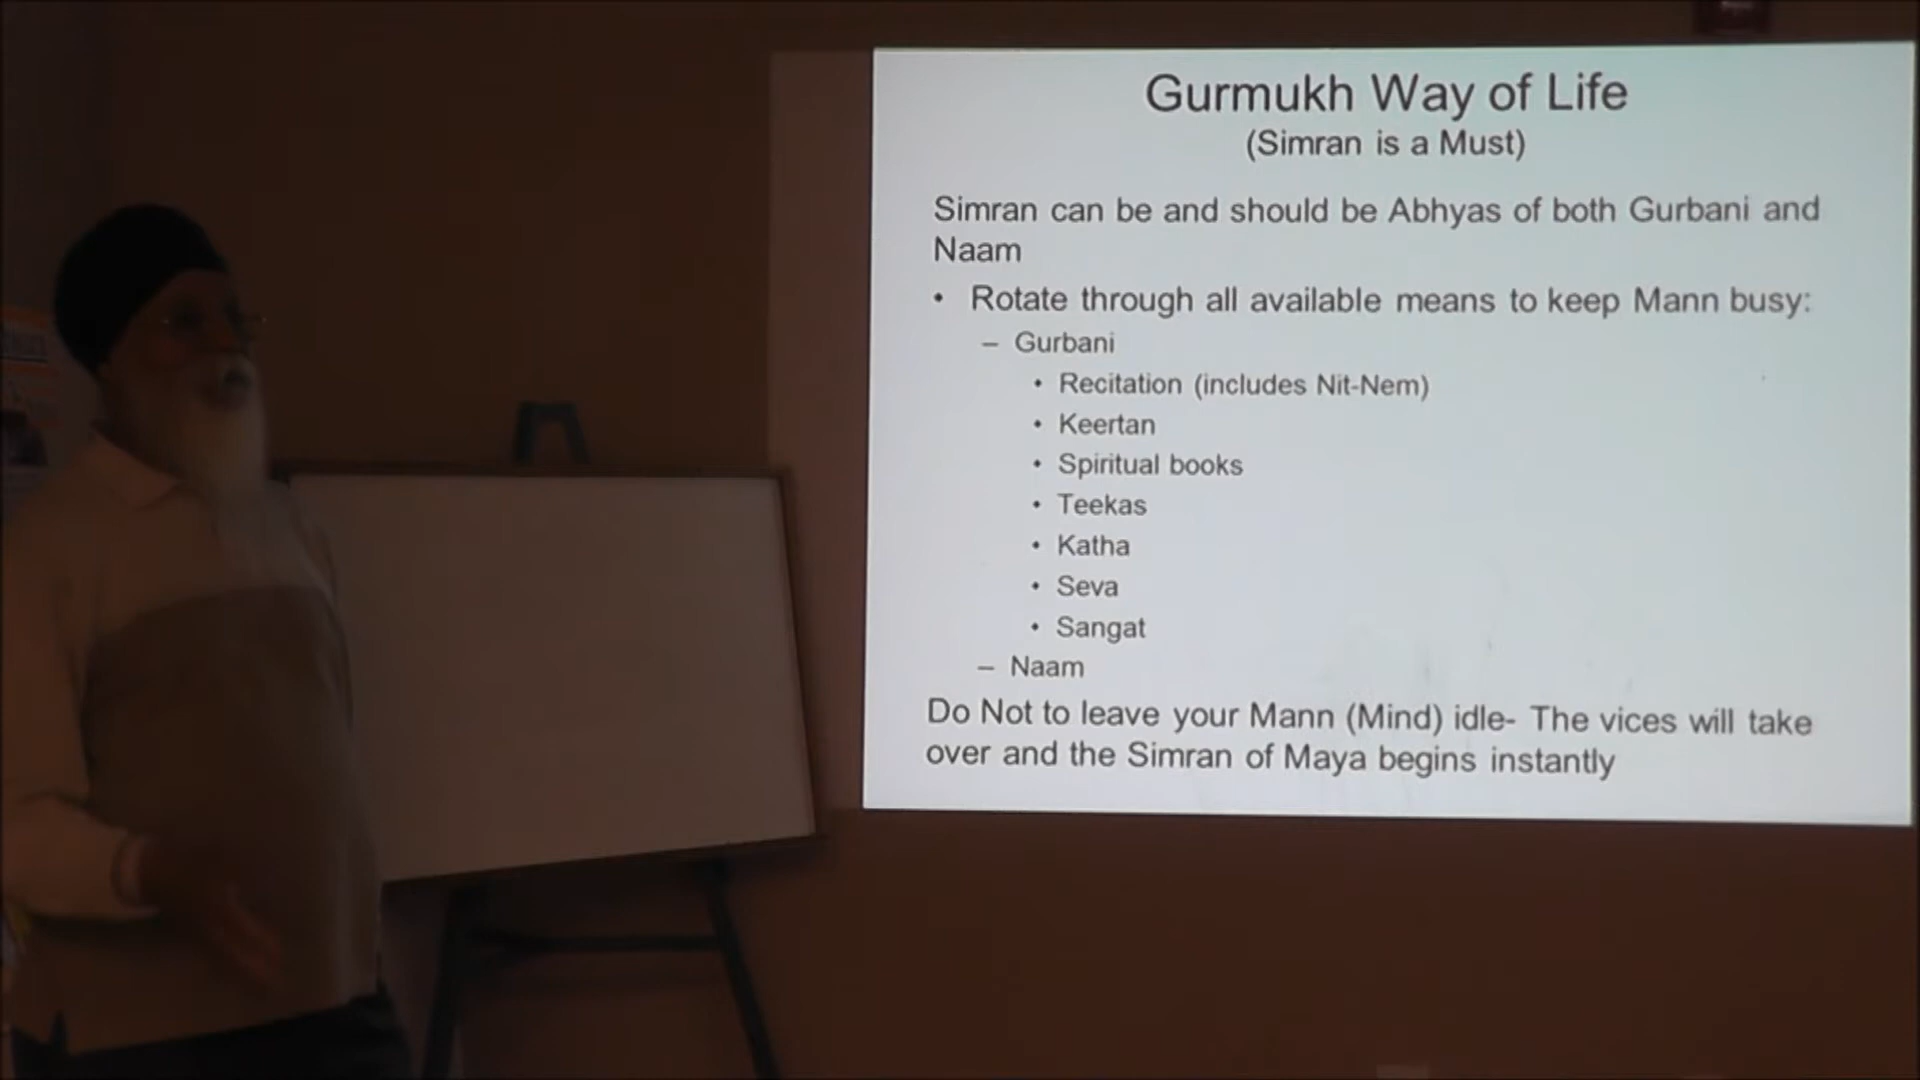 Gurmukh Way of Life
(Simran is a Must)
Simran can be and should be Abhyas of both Gurbani and
Naam
• Rotate through all available means to keep Mann busy:
– Gurbani
• Recitation (includes Nit-Nem)
• Keertan
• Spiritual books
• Teekas
• Katha
• Seva
• Sangat
– Naam
Do Not to leave your Mann (Mind) idle- The vices will take
over and the Simran of Maya begins instantly